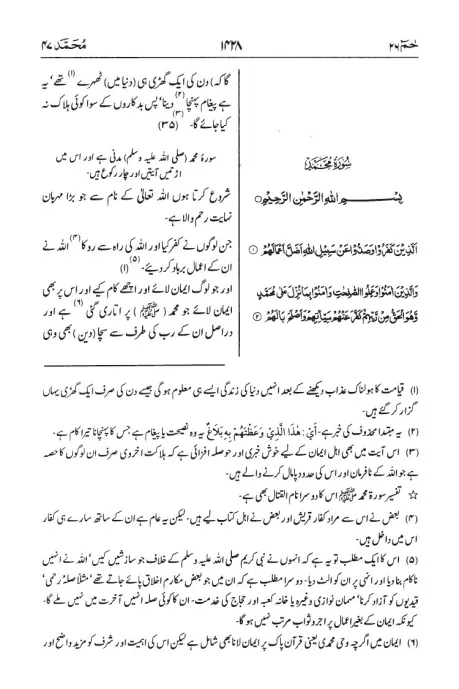 حٰمٓ ۲۶
۱۴۲۸
مُحَمَّد ۴۷
سُوۡرَةُ مُحَمَّدٍ
بِسۡمِ اللهِ الرَّحۡمٰنِ الرَّحِيۡمِ
اَلَّذِيۡنَ كَفَرُوۡا وَصَدُّوۡا عَنۡ سَبِيۡلِ اللهِ اَضَلَّ اَعۡمَالَهُمۡ ۱
وَالَّذِيۡنَ اٰمَنُوۡا وَعَمِلُوا الصّٰلِحٰتِ وَاٰمَنُوۡا بِمَا نُزِّلَ عَلٰى مُحَمَّدٍ
وَّهُوَ الۡحَقُّ مِنۡ رَّبِّهِمۡ كَفَّرَ عَنۡهُمۡ سَيِّاٰتِهِمۡ وَاَصۡلَحَ بَالَهُمۡ ۲
گا کہ) دن کی ایک گھڑی ہی (دنیا میں) ٹھہرے (۱) تھے، یہ
ہے پیغام پہنچا (۲) دینا، پس بدکاروں کے سوا کوئی ہلاک نہ
کیا جائے گا۔ (۳) (۳۵)
سورۂ محمد (صلی اللہ علیہ وسلم) مدنی ہے اور اس میں
اڑتیس آیتیں اور چار رکوع ہیں۔
شروع کرتا ہوں اللہ تعالیٰ کے نام سے جو بڑا مہربان
نہایت رحم والا ہے۔
جن لوگوں نے کفر کیا اور اللہ کی راہ سے روکا (۴) اللہ نے
ان کے اعمال برباد کر دیئے۔ (۵) (۱)
اور جو لوگ ایمان لائے اور اچھے کام کیے اور اس پر بھی
ایمان لائے جو محمد (ﷺ) پر اتاری گئی (۶) ہے اور
دراصل ان کے رب کی طرف سے سچا (دین) بھی وہی
(۱) قیامت کا ہولناک عذاب دیکھنے کے بعد انہیں دنیا کی زندگی ایسے ہی معلوم ہو گی جیسے دن کی صرف ایک گھڑی یہاں
گزار کر گئے ہیں۔
(۲) یہ مبتدا محذوف کی خبر ہے۔ أَيْ: هٰذَا الَّذِيْ وَعَظْتَهُمْ بِهِ بَلَاغٌ یہ وہ نصیحت یا پیغام ہے جس کا پہنچانا تیرا کام ہے۔
(۳) اس آیت میں بھی اہل ایمان کے لیے خوش خبری اور حوصلہ افزائی ہے کہ ہلاکت اخروی صرف ان لوگوں کا حصہ
ہے جو اللہ کے نافرمان اور اس کی حدود پامال کرنے والے ہیں۔
☆ تفسیر سورۂ محمد ﷺ اس کا دوسرا نام القتال بھی ہے۔
(۴) بعض نے اس سے مراد کفار قریش اور بعض نے اہل کتاب لیے ہیں۔ لیکن یہ عام ہے ان کے ساتھ سارے ہی کفار
اس میں داخل ہیں۔
(۵) اس کا ایک مطلب تو یہ ہے کہ انہوں نے نبی کریم صلی اللہ علیہ وسلم کے خلاف جو سازشیں کیں، اللہ نے انہیں
ناکام بنا دیا اور انہی پر ان کو الٹ دیا۔ دوسرا مطلب ہے کہ ان میں جو بعض مکارم اخلاق پائے جاتے تھے، مثلاً صلہ رحمی،
قیدیوں کو آزاد کرنا، مہمان نوازی وغیرہ یا خانہ کعبہ اور حجاج کی خدمت۔ ان کا کوئی صلہ انہیں آخرت میں نہیں ملے گا۔
کیونکہ ایمان کے بغیر اعمال پر اجر و ثواب مرتب نہیں ہو گا۔
(۶) ایمان میں اگرچہ وحی محمدی یعنی قرآن پاک پر ایمان لانا بھی شامل ہے لیکن اس کی اہمیت اور شرف کو مزید واضح اور